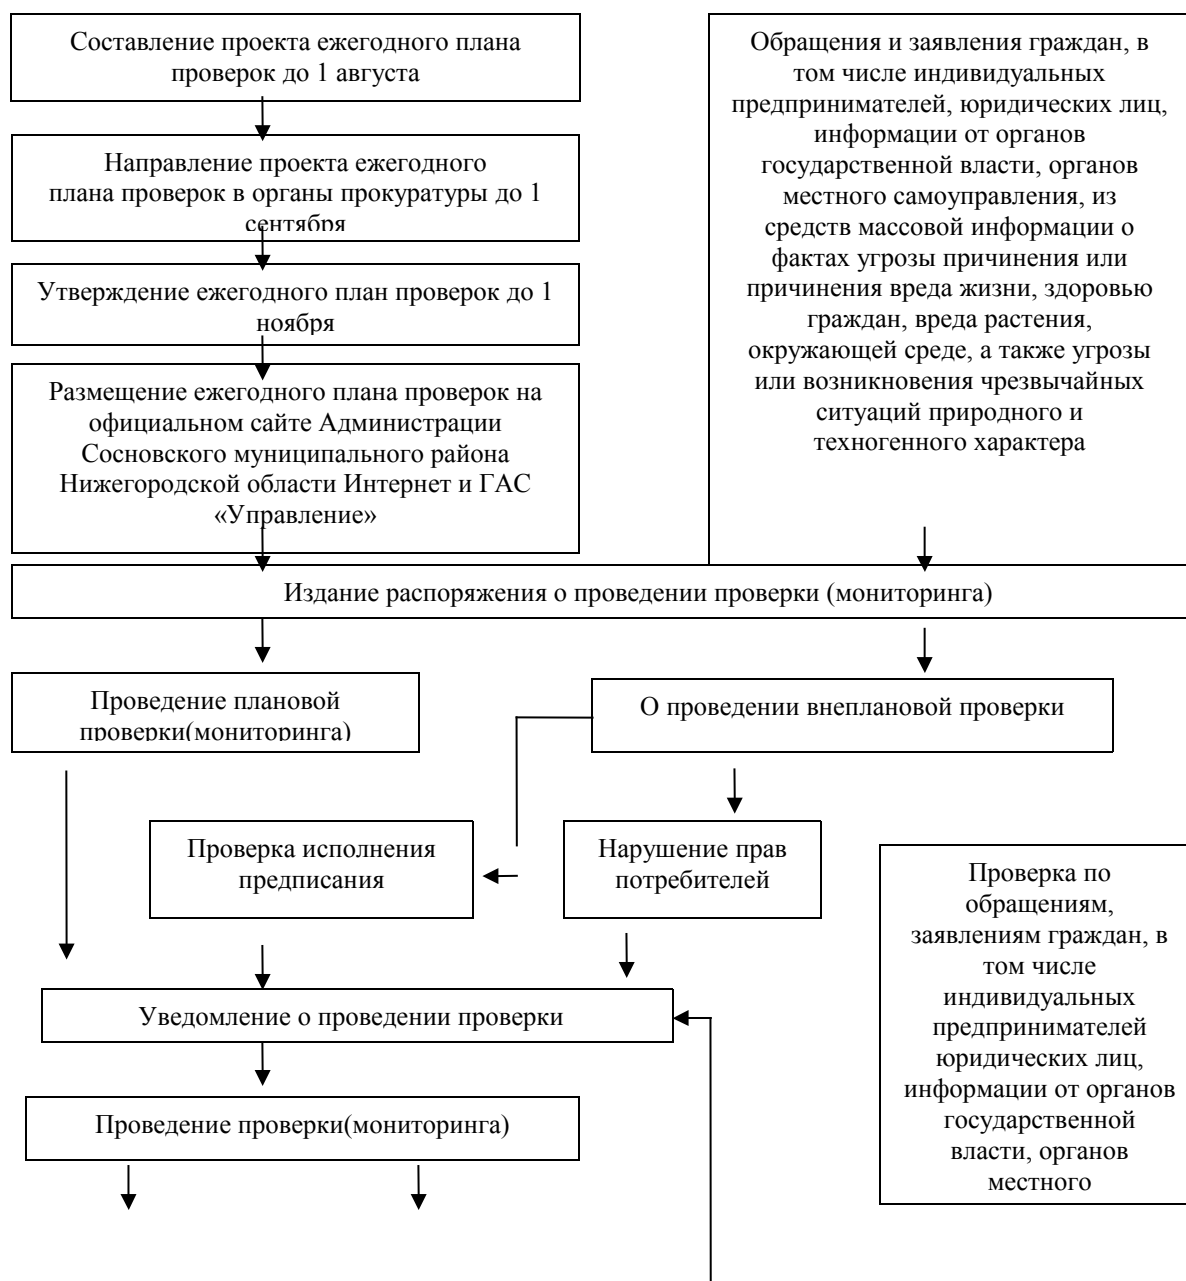 Составление проекта ежегодного плана
проверок до 1 августа
Направление проекта ежегодного
плана проверок в органы прокуратуры до 1
сентября
Утверждение ежегодного план проверок до 1
ноября
Размещение ежегодного плана проверок на
официальном сайте Администрации
Сосновского муниципального района
Нижегородской области Интернет и ГАС
«Управление»
Обращения и заявления граждан, в
том числе индивидуальных
предпринимателей, юридических лиц,
информации от органов
государственной власти, органов
местного самоуправления, из
средств массовой информации о
фактах угрозы причинения или
причинения вреда жизни, здоровью
граждан, вреда растения,
окружающей среде, а также угрозы
или возникновения чрезвычайных
ситуаций природного и
техногенного характера
Издание распоряжения о проведении проверки (мониторинга)
Проведение плановой
проверки(мониторинга)
О проведении внеплановой проверки
Проверка исполнения
предписания
Нарушение прав
потребителей
Проверка по
обращениям,
заявлениям граждан, в
том числе
индивидуальных
предпринимателей
юридических лиц,
информации от органов
государственной
власти, органов
местного
Уведомление о проведении проверки
Проведение проверки(мониторинга)